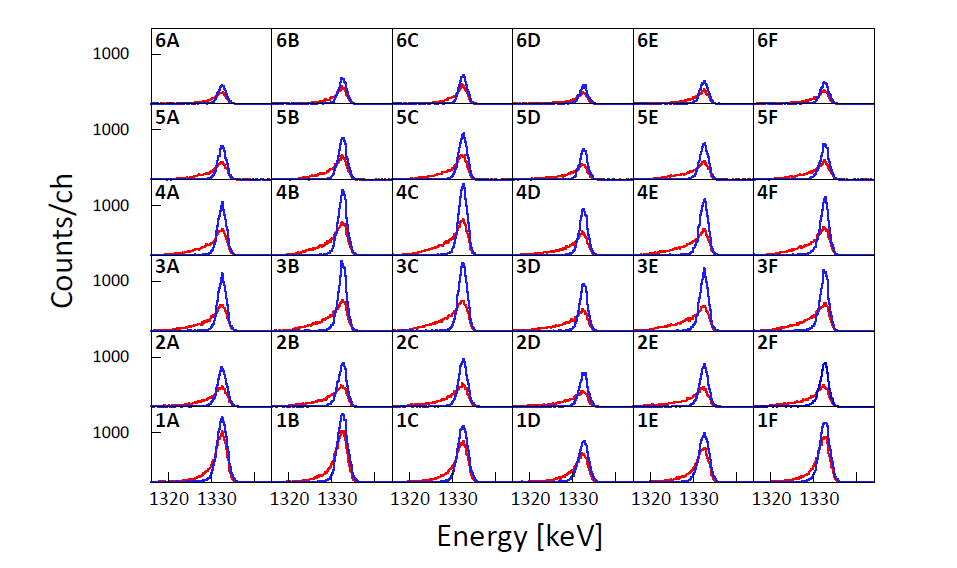 6A 6B 6C 6D 6E 6F
1000
5A 5B 5C 5D 5E 5F
1000
4A 4B 4C 4D 4E 4F
1000
3A 3B 3C 3D 3E 3F
1000
2A 2B 2C 2D 2E 2F
1000
1A 1B 1C 1D 1E 1F
1000
1320 1330 1320 1330 1320 1330 1320 1330 1320 1330 1320 1330
Counts/ch
Energy [keV]